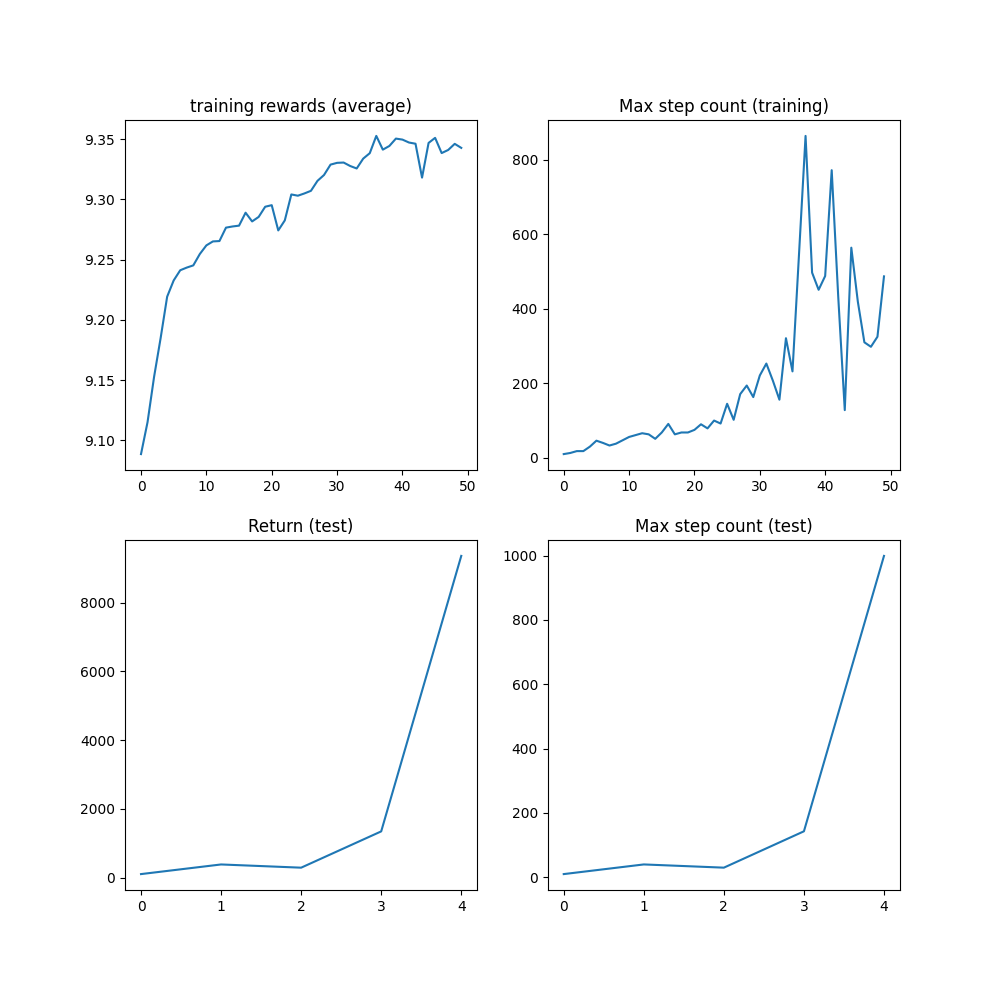 training rewards (average)
9.35
9.30
9.25
9.20
9.15
9.10
0 10 20 30 40 50
Max step count (training)
800
600
400
200
0
0 10 20 30 40 50
Return (test)
8000
6000
4000
2000
0
0 1 2 3 4
Max step count (test)
1000
800
600
400
200
0
0 1 2 3 4